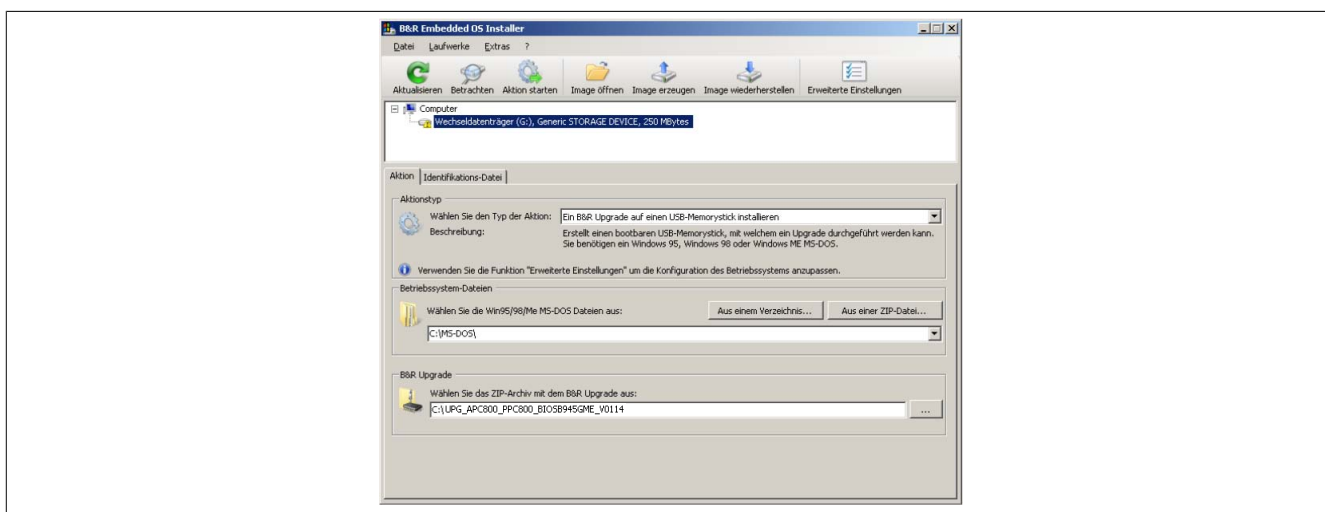 B&R Embedded OS Installer
Datei Laufwerke Extras ?
Aktualisieren Betrachten Aktion starten Image öffnen Image erzeugen Image wiederherstellen Erweiterte Einstellungen
Computer
Wechseldatenträger (G:), Generic STORAGE DEVICE, 250 MBytes
Aktion Identifikations-Datei
Aktionstyp
Wählen Sie den Typ der Aktion: Ein B&R Upgrade auf einen USB-Memorystick installieren
Beschreibung: Erstellt einen bootbaren USB-Memorystick, mit welchem ein Upgrade durchgeführt werden kann.
Sie benötigen ein Windows 95, Windows 98 oder Windows ME MS-DOS.
Verwenden Sie die Funktion "Erweiterte Einstellungen" um die Konfiguration des Betriebssystems anzupassen.
Betriebssystem-Dateien
Wählen Sie die Win95/98/Me MS-DOS Dateien aus: Aus einem Verzeichnis... Aus einer ZIP-Datei...
C:\MS-DOS\
B&R Upgrade
Wählen Sie das ZIP-Archiv mit dem B&R Upgrade aus:
C:\UPG_APC800_PPC800_BIOSB945GME_V0114 ...